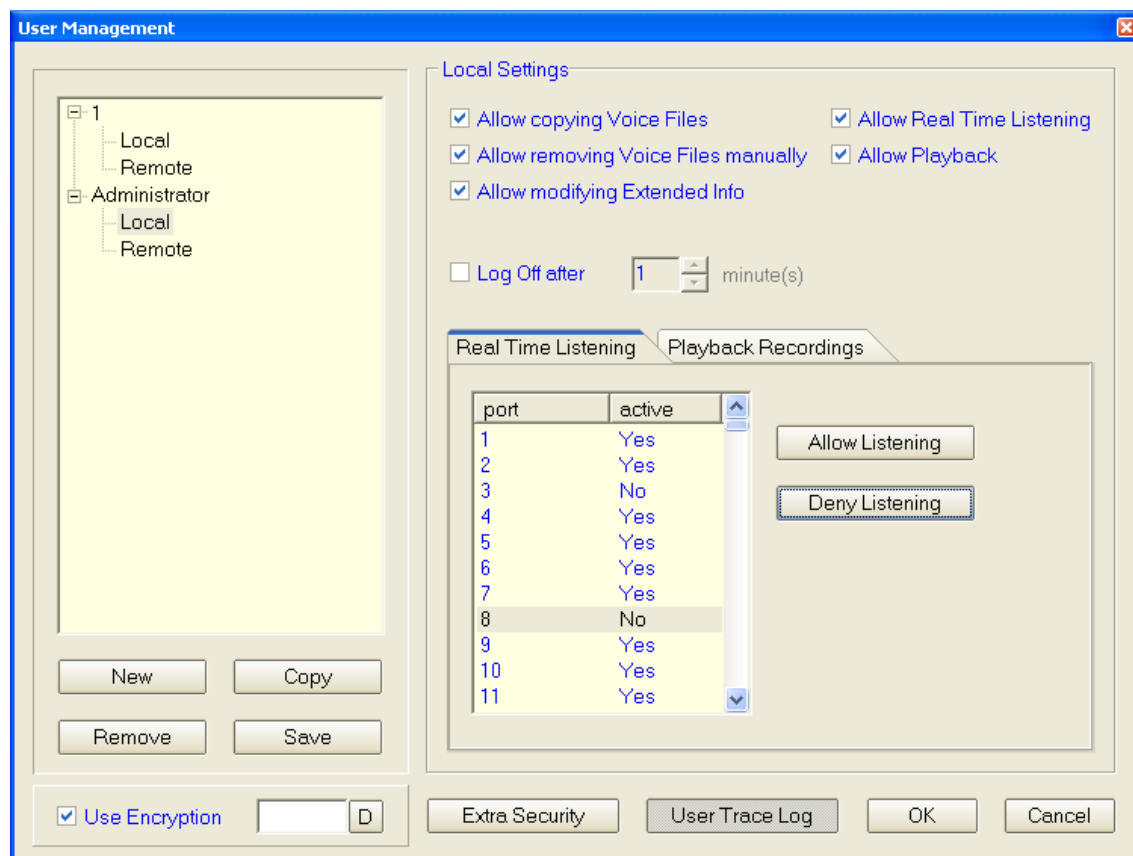 User Management
1
Local
Remote
Administrator
Local
Remote
New Copy
Remove Save
Use Encryption D
Local Settings
Allow copying Voice Files Allow Real Time Listening
Allow removing Voice Files manually Allow Playback
Allow modifying Extended Info
Log Off after 1 minute(s)
Real Time Listening Playback Recordings
port active
1 Yes
2 Yes
3 No
4 Yes
5 Yes
6 Yes
7 Yes
8 No
9 Yes
10 Yes
11 Yes
Allow Listening
Deny Listening
Extra Security User Trace Log OK Cancel